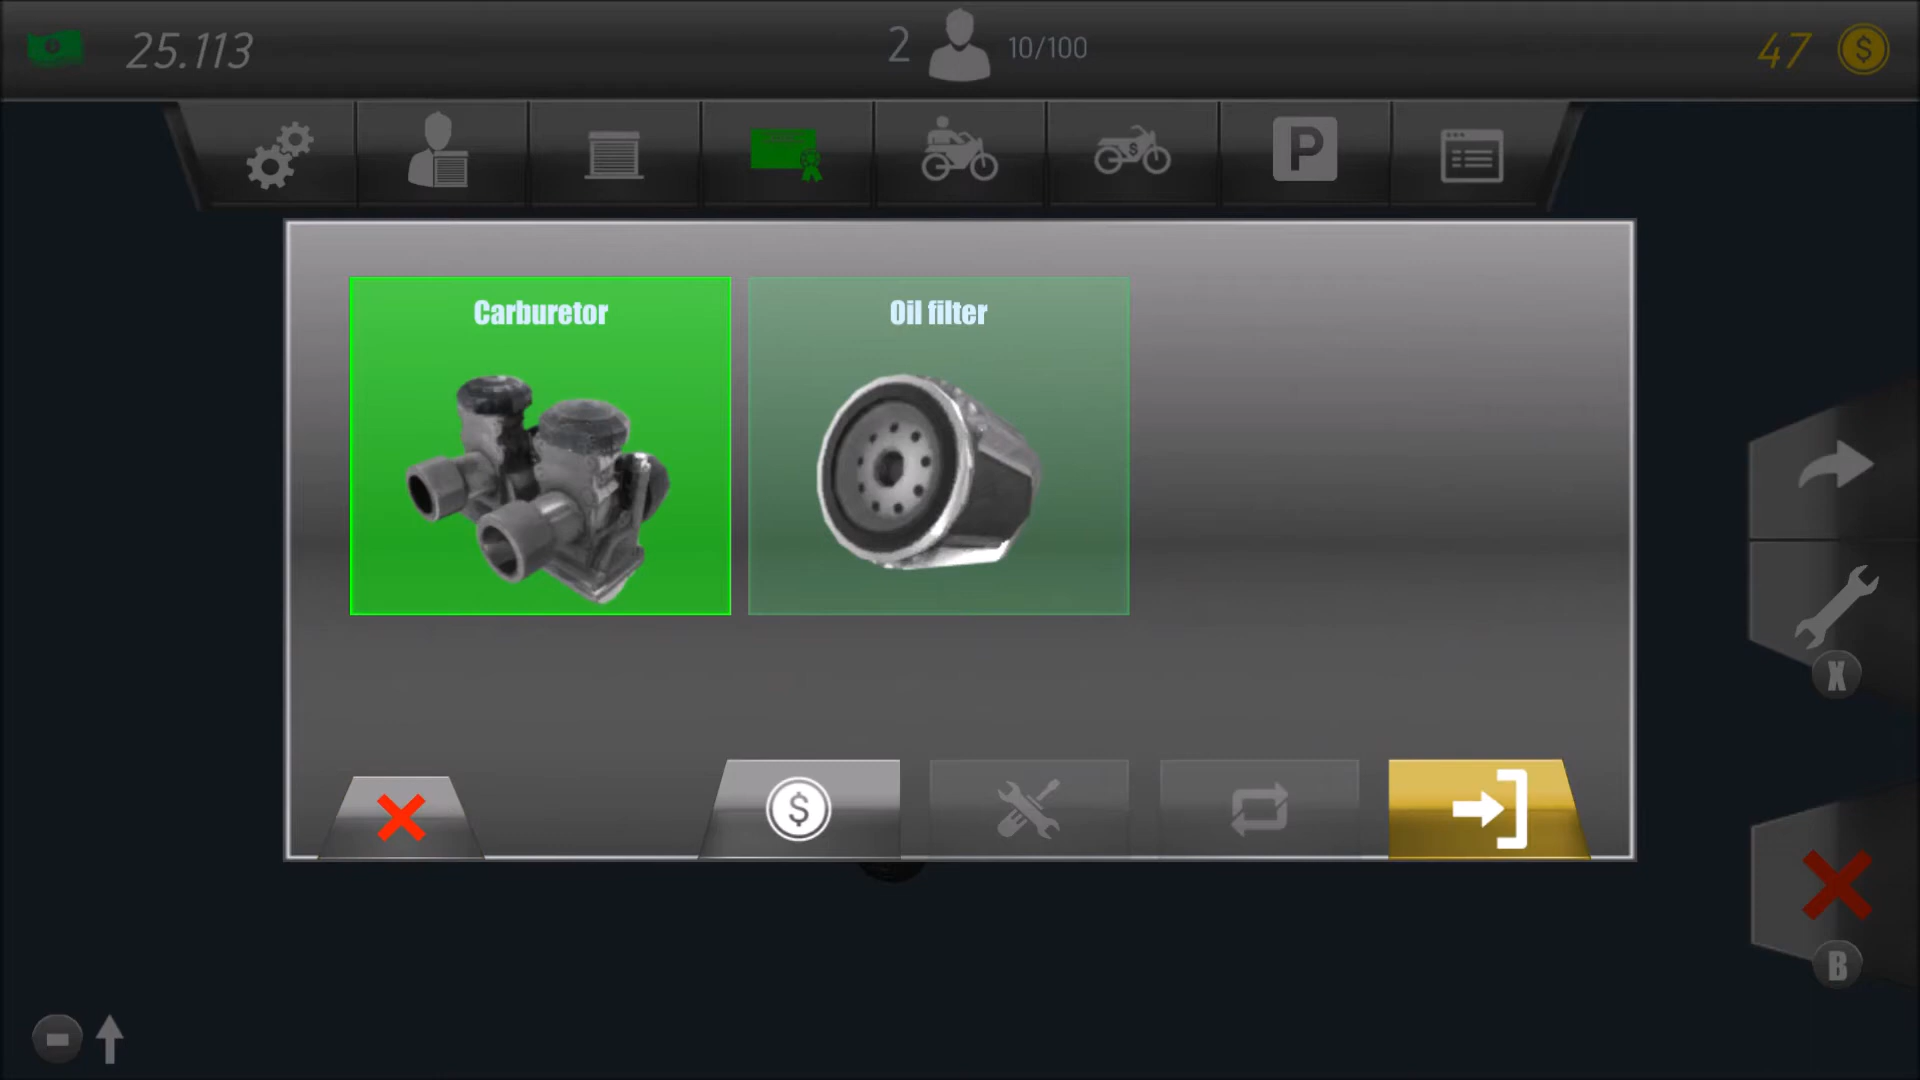 25.113
2
10/100
47
$
$
P
Carburetor
Oil filter
X
$
B